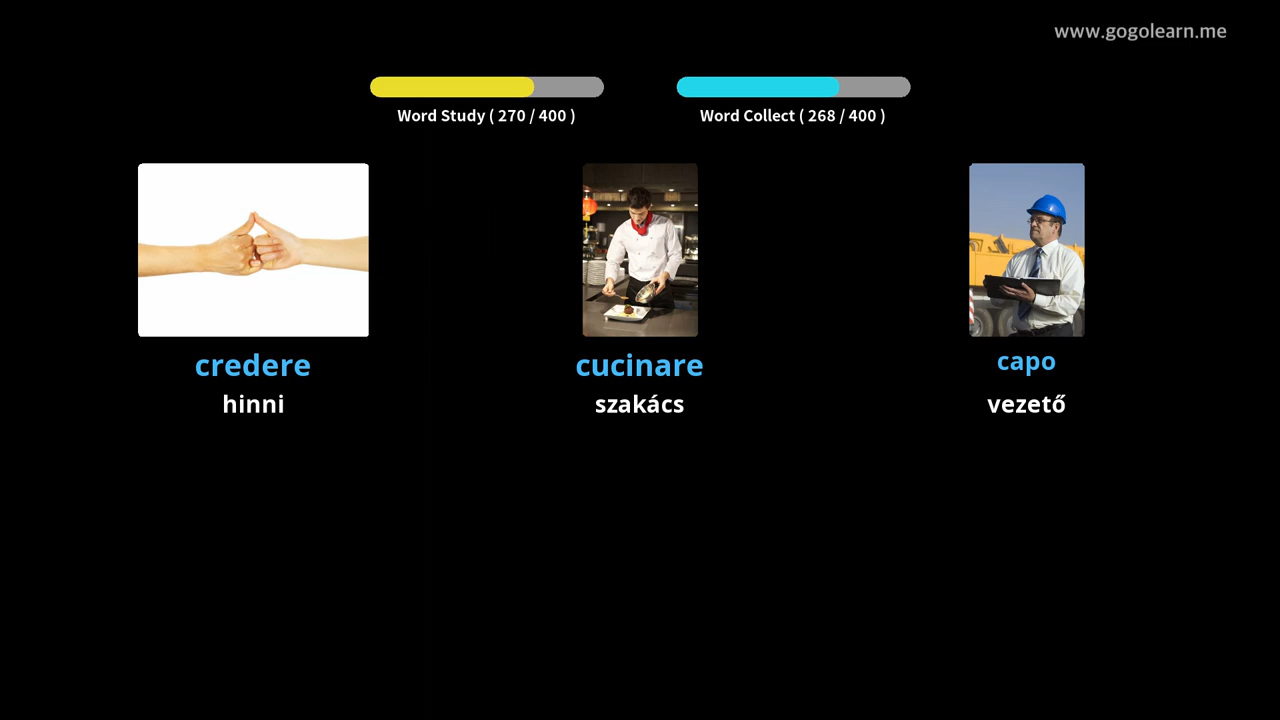 www.gogolearn.me
Word Study ( 270 / 400 )
Word Collect ( 268 / 400 )
credere
hinni
cucinare
szakács
capo
vezető